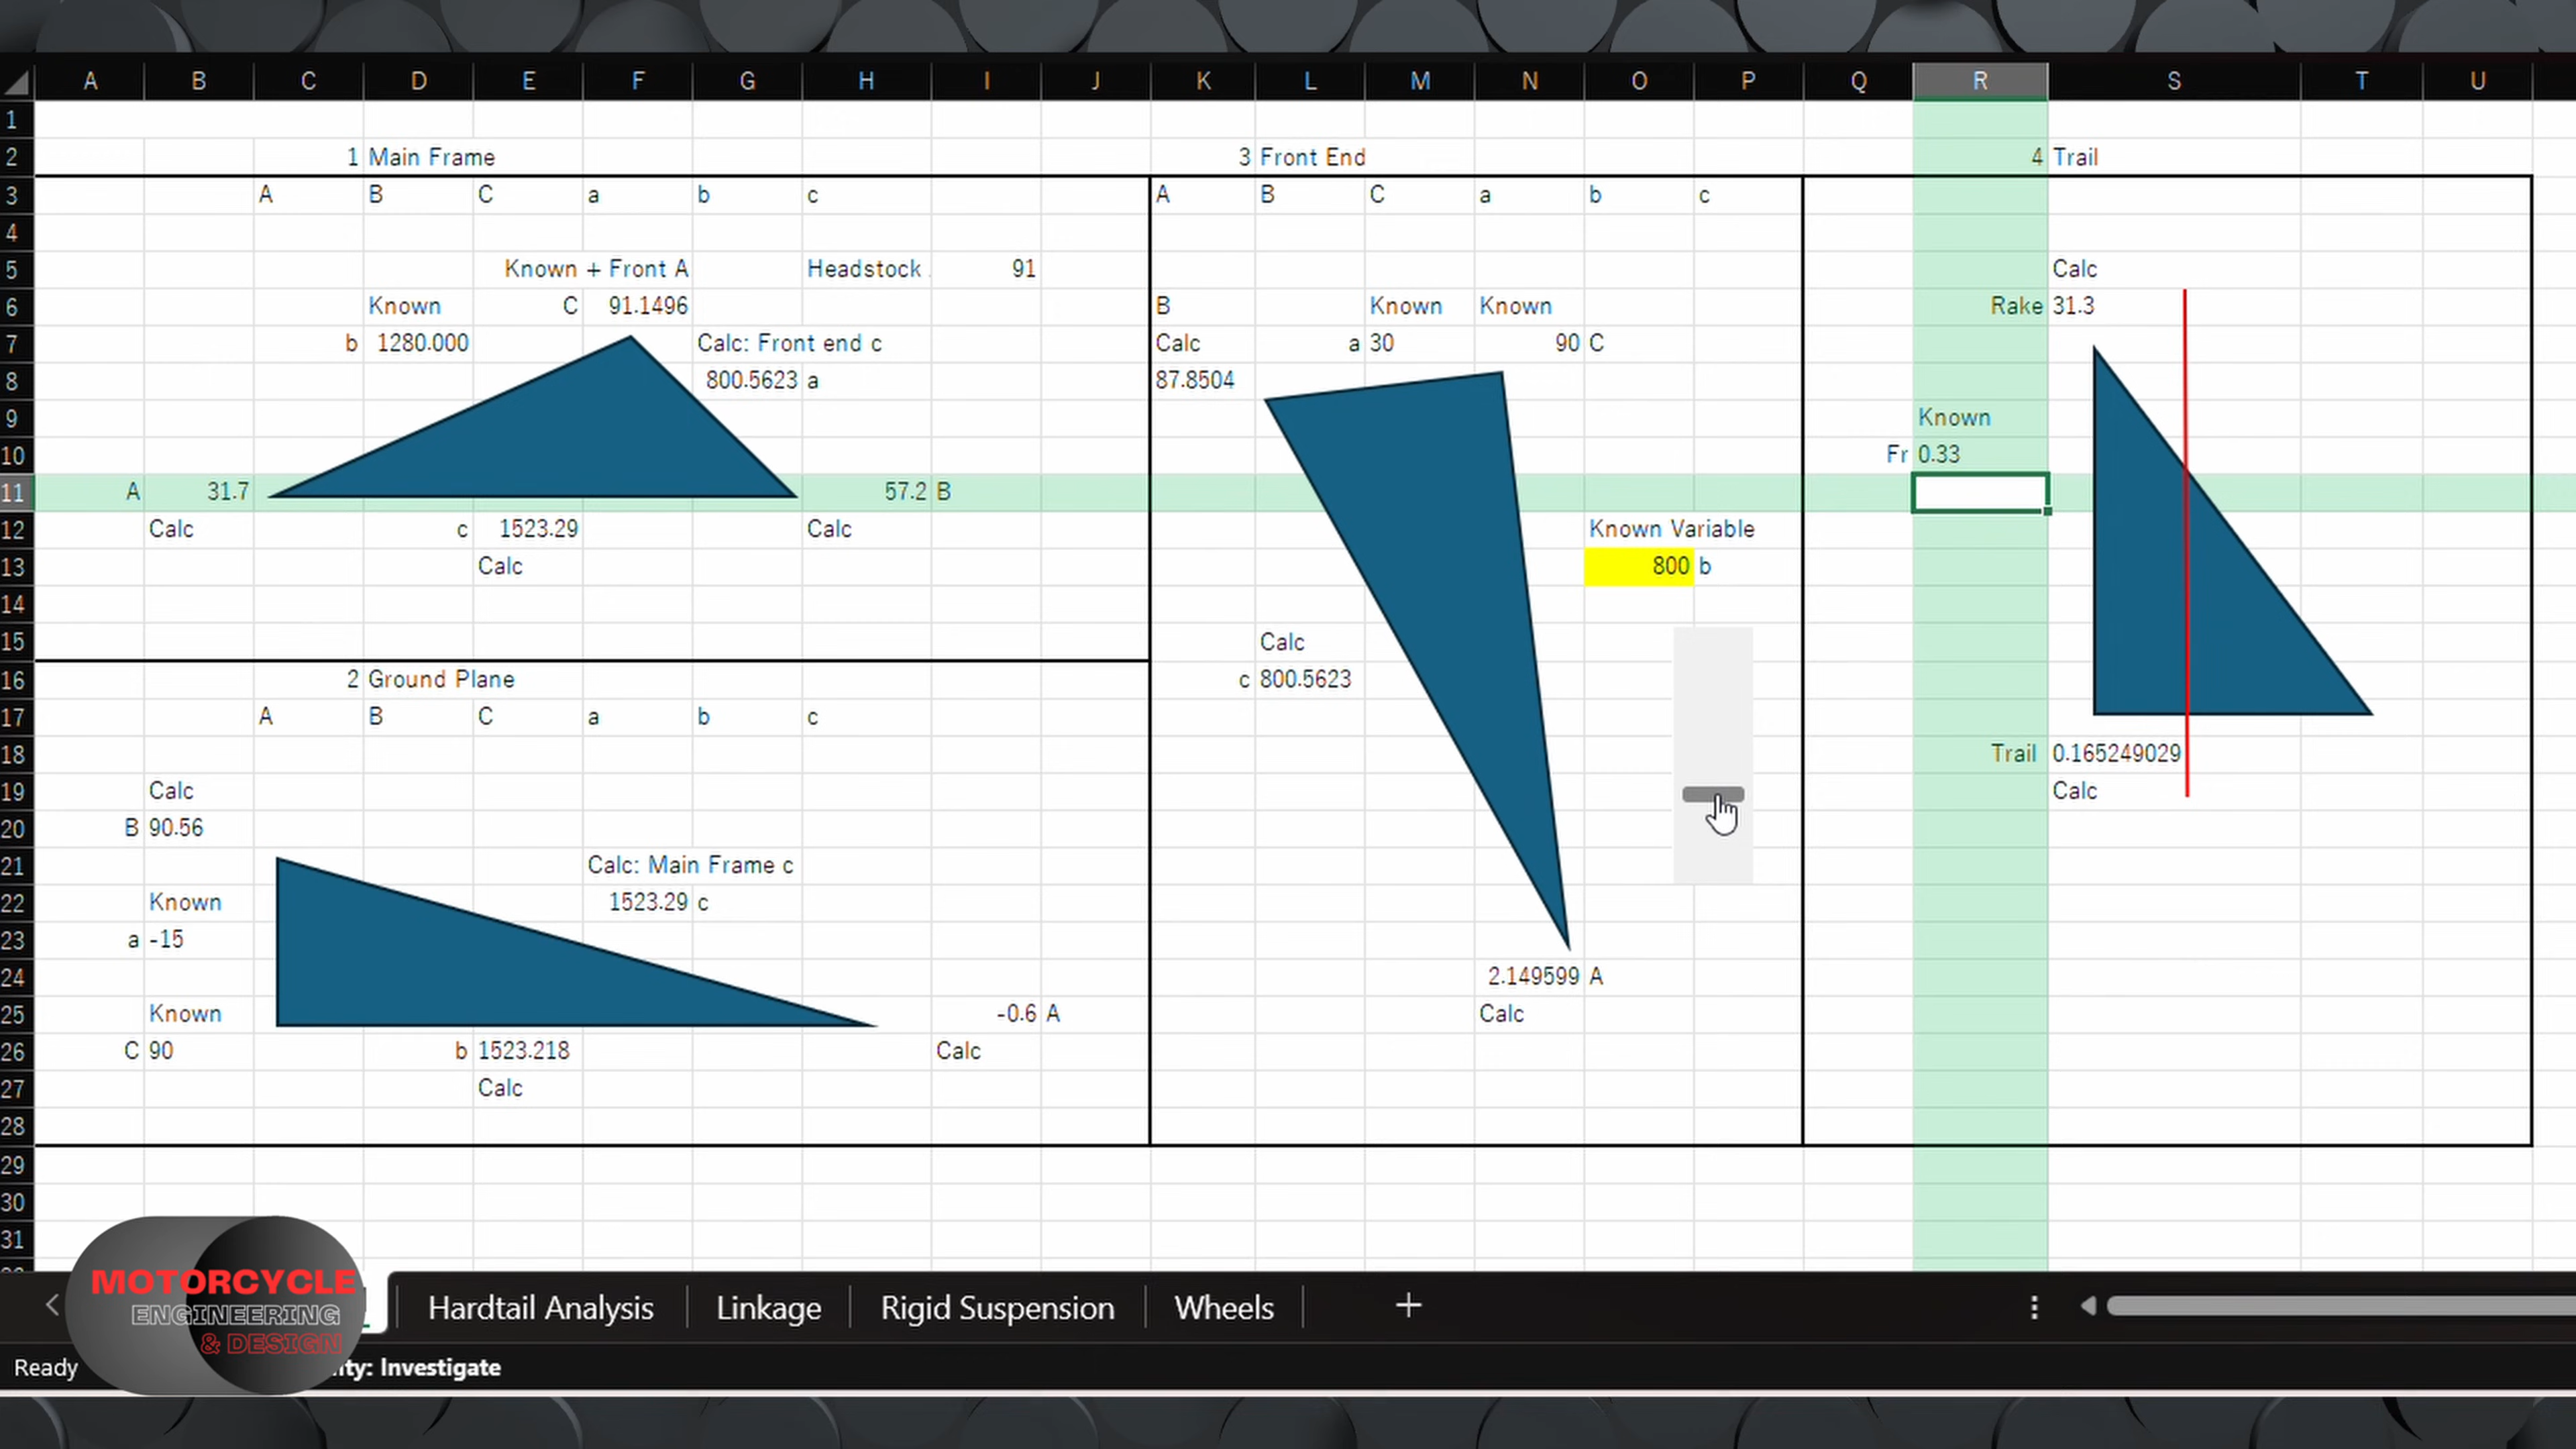 A B C D E F G H I J K L M N O P Q R S T U
1
2 1 Main Frame 3 Front End 4 Trail
3 A B C a b c A B C a b c
4
5 Known + Front A Headstock 91 Calc
6 Known C 91.1496 B Known Known Rake 31.3
7 b 1280.000 Calc: Front end c Calc a 30 90 C
8 800.5623 a 87.8504
9 Known
10 Fr 0.33
11 A 31.7 57.2 B
12 Calc c 1523.29 Calc Known Variable
13 Calc 800 b
14
15 Calc
16 2 Ground Plane c 800.5623
17 A B C a b c
18 Trail 0.165249029
19 Calc Calc
20 B 90.56
21 Calc: Main Frame c
22 Known 1523.29 c
23 a -15
24 2.149599 A
25 Known -0.6 A Calc
26 C 90 b 1523.218 Calc
27 Calc
28
29
30
31
MOTORCYCLE
ENGINEERING
& DESIGN
Hardtail Analysis Linkage Rigid Suspension Wheels +
Ready ity: Investigate